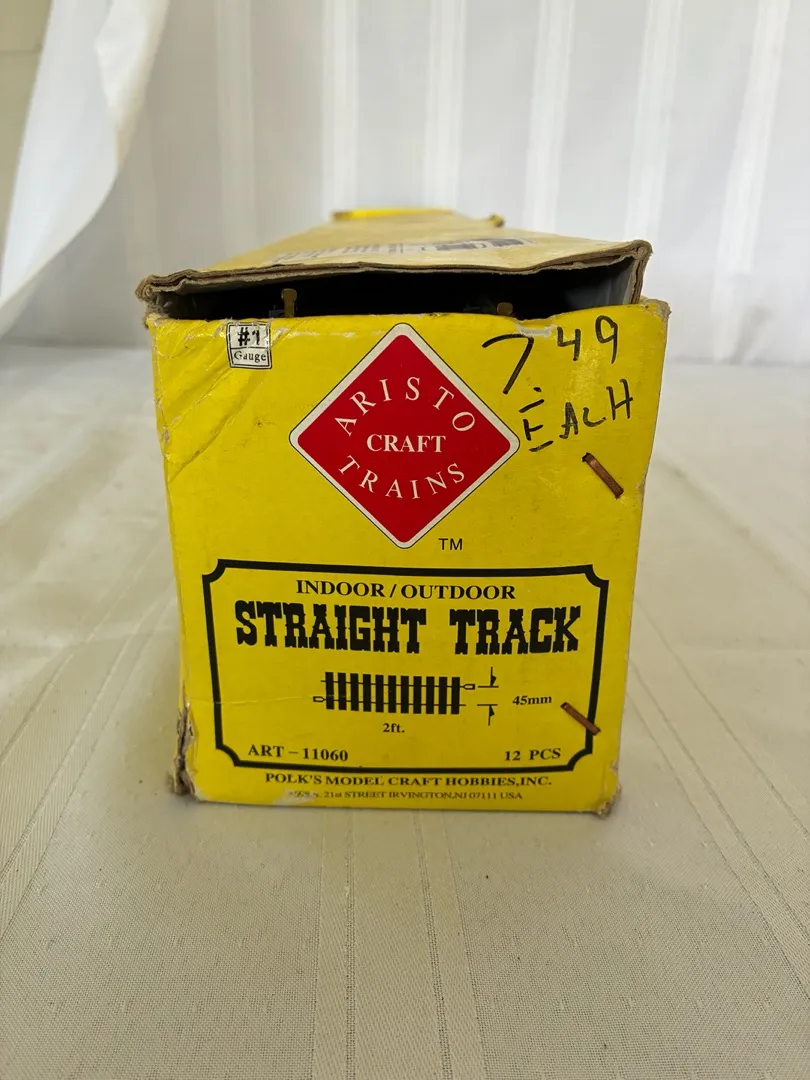 #1
Gauge
7.49
EACH
ARISTO
CRAFT
TRAINS
TM
INDOOR / OUTDOOR
STRAIGHT TRACK
45mm
2ft.
ART-11060
12 PCS
POLK'S MODEL CRAFT HOBBIES,INC.
21st STREET IRVINGTON,NJ 07111 USA